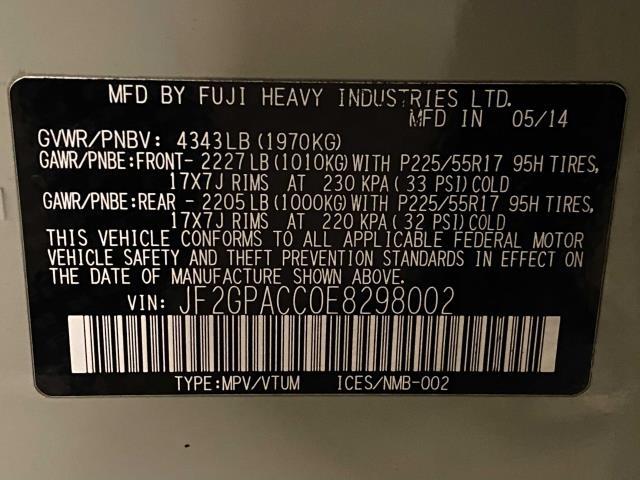 MFD BY FUJI HEAVY INDUSTRIES LTD.
MFD IN 05/14
GVWR/PNBV: 4343LB (1970KG)
GAWR/PNBE:FRONT- 2227LB (1010KG) WITH P225/55R17 95H TIRES,
17X7J RIMS AT 230 KPA( 33 PSI)COLD
GAWR/PNBE:REAR - 2205LB (1000KG) WITH P225/55R17 95H TIRES,
17X7J RIMS AT 220 KPA( 32 PSI)COLD
THIS VEHICLE CONFORMS TO ALL APPLICABLE FEDERAL MOTOR
VEHICLE SAFETY AND THEFT PREVENTION STANDARDS IN EFFECT ON
THE DATE OF MANUFACTURE SHOWN ABOVE.
VIN: JF2GPACC0E8298002
TYPE:MPV/VTUM ICES/NMB-002